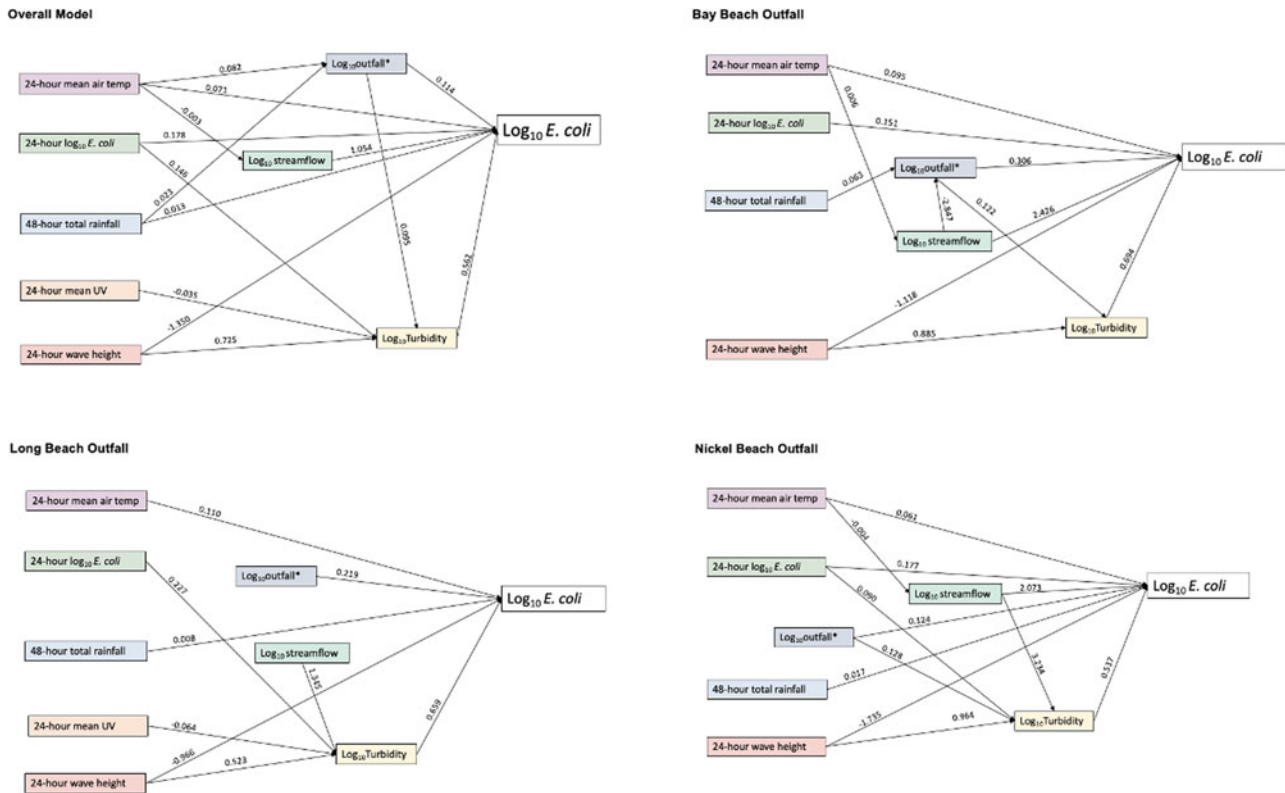 Overall Model
24-hour mean air temp
24-hour log₁₀ E. coli
48-hour total rainfall
24-hour mean UV
24-hour wave height
Log₁₀outfall*
Log₁₀ streamflow
Log₁₀Turbidity
Log₁₀ E. coli
0.082
0.071
-0.003
0.114
0.178
1.054
0.146
0.023
0.013
0.095
0.562
-0.035
-1.350
0.725
Bay Beach Outfall
24-hour mean air temp
24-hour log₁₀ E. coli
48-hour total rainfall
24-hour wave height
Log₁₀outfall*
Log₁₀ streamflow
Log₁₀Turbidity
Log₁₀ E. coli
0.095
0.006
0.151
0.306
0.063
-2.847
0.122
2.426
0.694
-1.118
0.885
Long Beach Outfall
24-hour mean air temp
24-hour log₁₀ E. coli
48-hour total rainfall
24-hour mean UV
24-hour wave height
Log₁₀outfall*
Log₁₀ streamflow
Log₁₀Turbidity
Log₁₀ E. coli
0.110
0.219
0.227
0.008
1.345
0.659
-0.064
-0.966
0.523
Nickel Beach Outfall
24-hour mean air temp
24-hour log₁₀ E. coli
Log₁₀outfall*
48-hour total rainfall
24-hour wave height
Log₁₀ streamflow
Log₁₀Turbidity
Log₁₀ E. coli
0.061
-0.004
0.177
2.073
0.090
0.124
0.128
3.234
0.017
0.537
-1.735
0.964